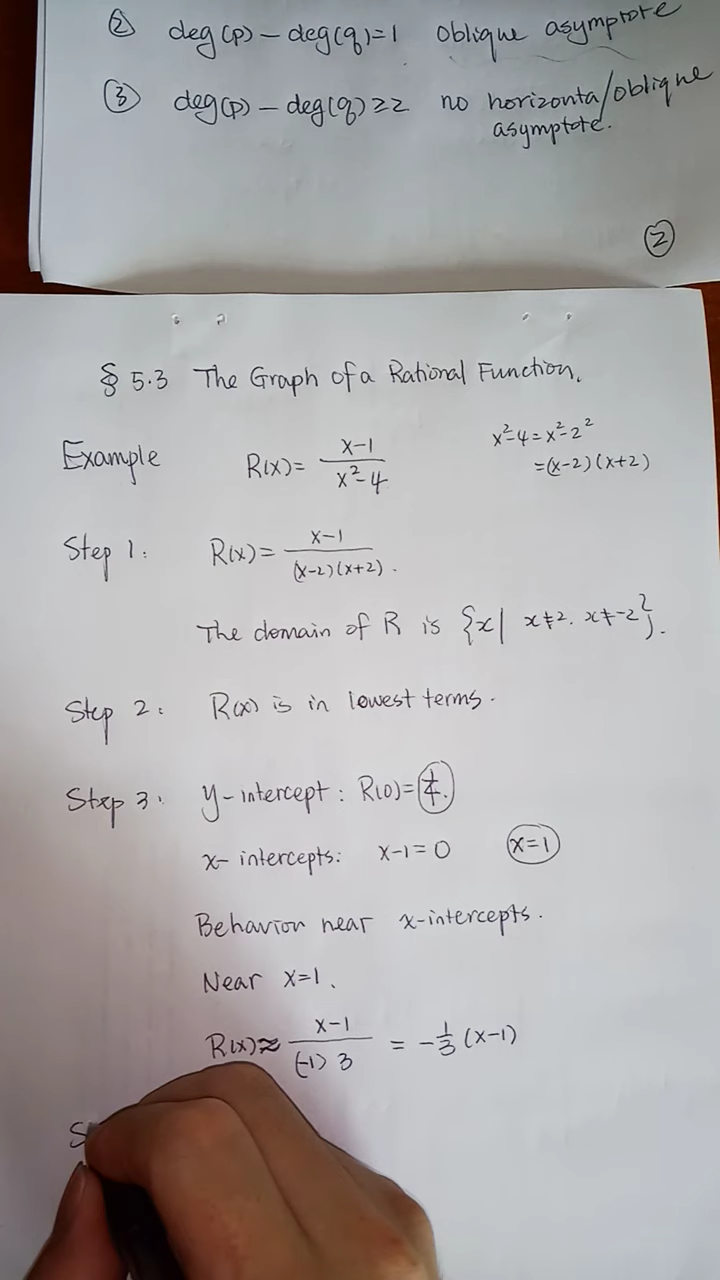 ② deg(p) - deg(q)=1 oblique asymptote
③ deg(p) - deg(q) ≥2 no horizonta/oblique
asymptote.
②
§ 5.3 The Graph of a Rational Function.
Example R(x)= (x-1)/(x²-4) x²-4=x²-2²
=(x-2)(x+2)
Step 1: R(x)= (x-1)/((x-2)(x+2)).
The domain of R is {x| x≠2. x≠-2}.
Step 2: R(x) is in lowest terms.
Step 3: y-intercept: R(0)=1/4.
x-intercepts: x-1=0 x=1
Behavior near x-intercepts.
Near x=1.
R(x)≈ (x-1)/((-1) 3) = -1/3 (x-1)
S